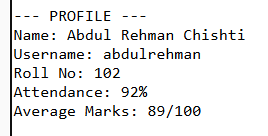 --- PROFILE ---
Name: Abdul Rehman Chishti
Username: abdulrehman
Roll No: 102
Attendance: 92%
Average Marks: 89/100